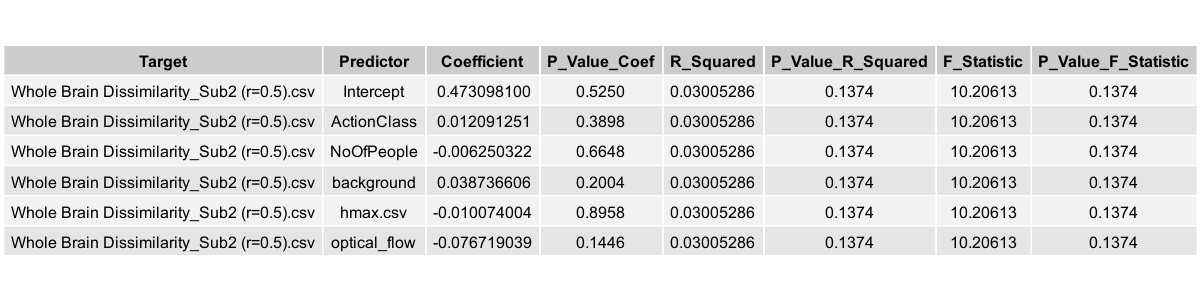 Target Predictor Coefficient P_Value_Coef R_Squared P_Value_R_Squared F_Statistic P_Value_F_Statistic
Whole Brain Dissimilarity_Sub2 (r=0.5).csv Intercept 0.473098100 0.5250 0.03005286 0.1374 10.20613 0.1374
Whole Brain Dissimilarity_Sub2 (r=0.5).csv ActionClass 0.012091251 0.3898 0.03005286 0.1374 10.20613 0.1374
Whole Brain Dissimilarity_Sub2 (r=0.5).csv NoOfPeople -0.006250322 0.6648 0.03005286 0.1374 10.20613 0.1374
Whole Brain Dissimilarity_Sub2 (r=0.5).csv background 0.038736606 0.2004 0.03005286 0.1374 10.20613 0.1374
Whole Brain Dissimilarity_Sub2 (r=0.5).csv hmax.csv -0.010074004 0.8958 0.03005286 0.1374 10.20613 0.1374
Whole Brain Dissimilarity_Sub2 (r=0.5).csv optical_flow -0.076719039 0.1446 0.03005286 0.1374 10.20613 0.1374